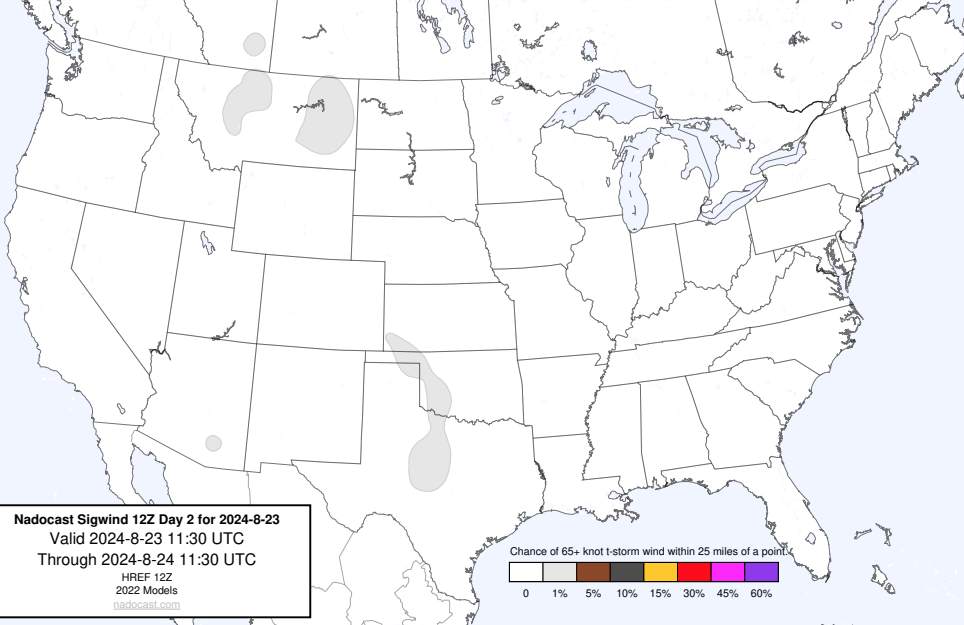 Nadocast Sigwind 12Z Day 2 for 2024-8-23
Valid 2024-8-23 11:30 UTC
Through 2024-8-24 11:30 UTC
HREF 12Z
2022 Models
nadocast.com
Chance of 65+ knot t-storm wind within 25 miles of a point.
0 1% 5% 10% 15% 30% 45% 60%